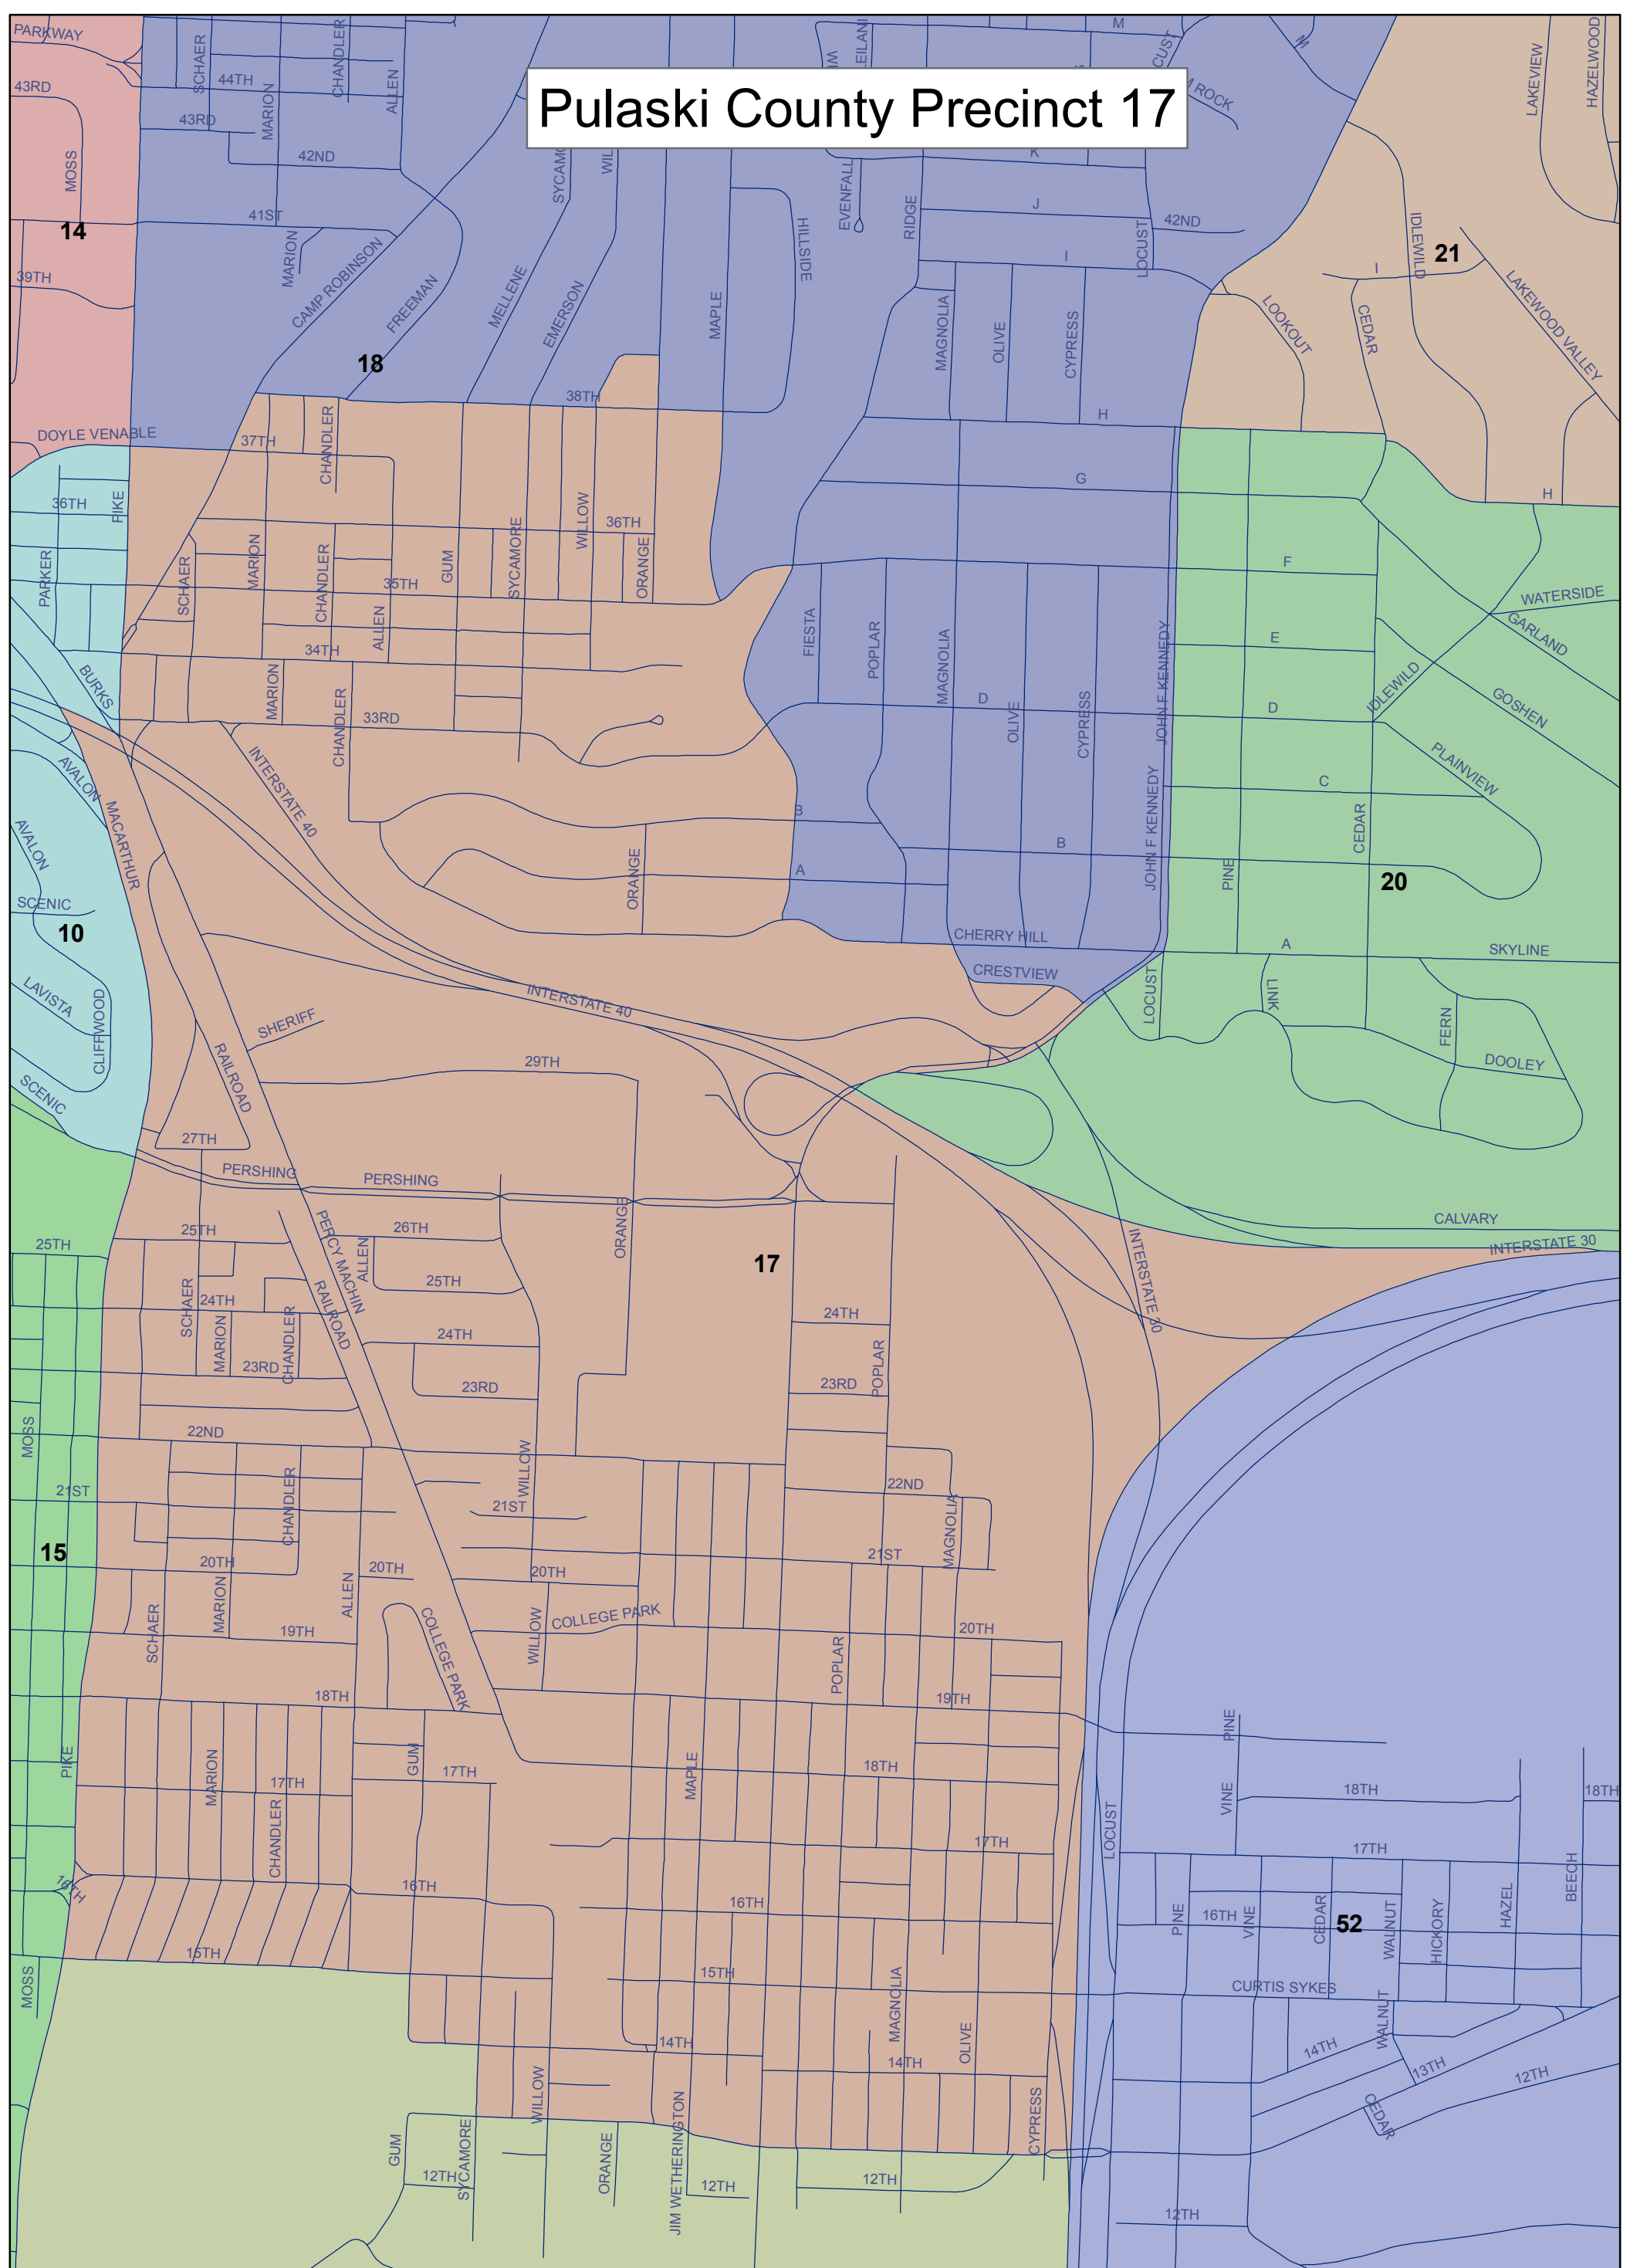 PARKWAY
SCHAER
CHANDLER
ALLEN
LEILANI
M
M
LAKEVIEW
HAZELWOOD
43RD
44TH
MARION
43RD
42ND
Pulaski County Precinct 17
MOSS
EVENFALL
K
RIDGE
J
42ND
14
41ST
MARION
CAMP ROBINSON
HILLSIDE
I
LOCUST
IDLEWILD
21
I
39TH
FREEMAN
MELLENE
EMERSON
MAPLE
MAGNOLIA
OLIVE
CYPRESS
LOOKOUT
CEDAR
LAKEWOOD VALLEY
18
38TH
H
DOYLE VENABLE
37TH
CHANDLER
G
H
36TH
PIKE
36TH
WILLOW
SYCAMORE
PARKER
SCHAER
MARION
CHANDLER
GUM
ORANGE
35TH
F
WATERSIDE
GARLAND
ALLEN
FIESTA
POPLAR
MAGNOLIA
JOHN F KENNEDY
E
34TH
BURKS
MARION
CHANDLER
33RD
D
OLIVE
CYPRESS
D
IDLEWILD
GOSHEN
PLAINVIEW
INTERSTATE 40
AVALON
MACARTHUR
C
B
B
JOHN F KENNEDY
CEDAR
AVALON
ORANGE
A
PINE
20
SCENIC
10
CHERRY HILL
A
SKYLINE
CRESTVIEW
LAVISTA
CLIFFWOOD
INTERSTATE 40
LOCUST
LINK
SHERIFF
FERN
RAILROAD
29TH
DOOLEY
SCENIC
27TH
PERSHING
PERSHING
25TH
PERCY MACHIN
26TH
ORANGE
CALVARY
25TH
ALLEN
17
INTERSTATE 30
INTERSTATE 30
25TH
SCHAER
24TH
RAILROAD
24TH
MARION
CHANDLER
24TH
POPLAR
23RD
23RD
23RD
MOSS
22ND
WILLOW
21ST
CHANDLER
21ST
22ND
MAGNOLIA
15
20TH
20TH
20TH
21ST
MARION
ALLEN
SCHAER
19TH
COLLEGE PARK
WILLOW
COLLEGE PARK
POPLAR
20TH
18TH
19TH
PINE
PIKE
MARION
GUM
17TH
17TH
MAPLE
18TH
VINE
18TH
18TH
CHANDLER
LOCUST
17TH
17TH
16TH
16TH
16TH
PINE
16TH
VINE
CEDAR
52
WALNUT
HICKORY
HAZEL
BEECH
15TH
15TH
MOSS
MAGNOLIA
CURTIS SYKES
WALNUT
14TH
OLIVE
14TH
14TH
13TH
12TH
WILLOW
CYPRESS
CEDAR
GUM
SYCAMORE
12TH
ORANGE
JIM WETHERINGTON
12TH
12TH
12TH